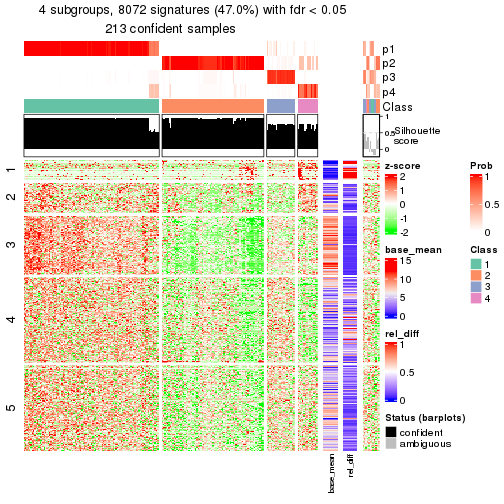 4 subgroups, 8072 signatures (47.0%) with fdr < 0.05
213 confident samples
p1
p2
p3
p4
Class
1
0.5
0
Silhouette
score
1
2
3
4
5
base_mean
rel_diff
z-score
2
1
0
-1
-2
base_mean
15
10
5
0
rel_diff
1
0.5
0
Status (barplots)
confident
ambiguous
Prob
1
0.5
0
Class
1
2
3
4